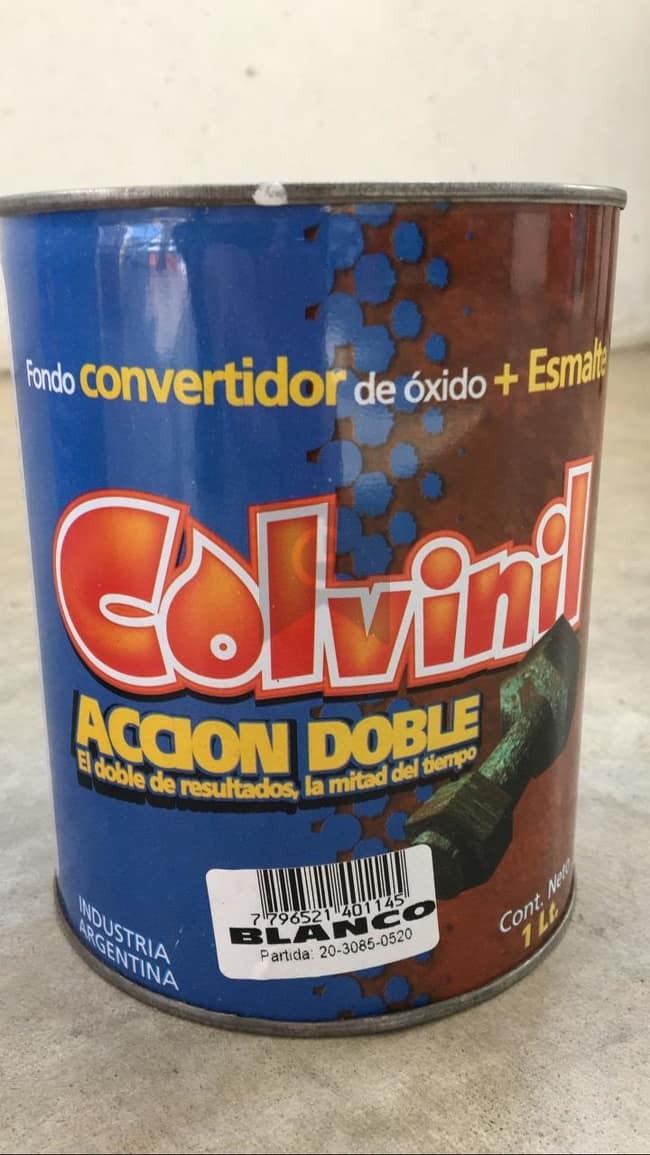 Fondo convertidor de óxido + Esmalte
Colvinil
ACCION DOBLE
El doble de resultados, la mitad del tiempo
INDUSTRIA
ARGENTINA
7 796521 401145
BLANCO
Partida: 20-3085-0520
Cont. Neto
1 Lt.